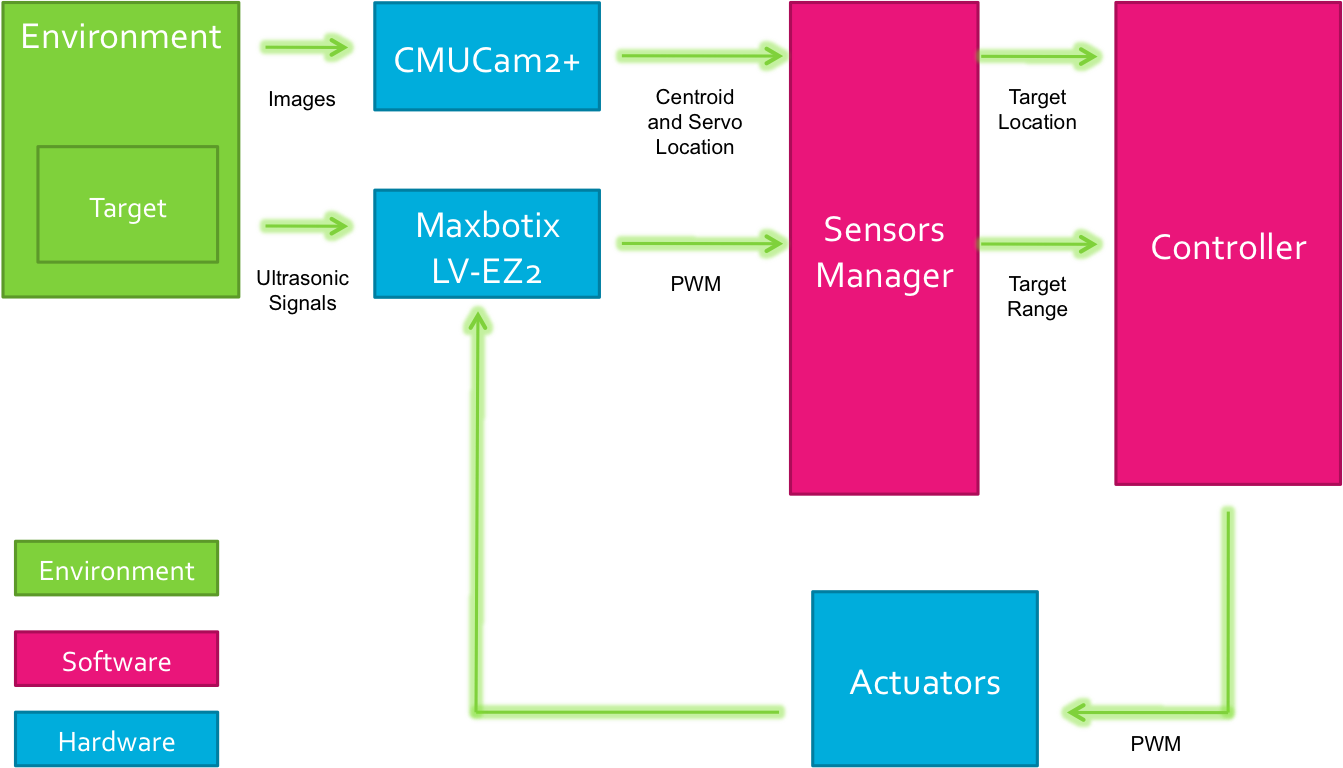 Environment
Target
Images
Ultrasonic
Signals
CMUCam2+
Maxbotix
LV-EZ2
Centroid
and Servo
Location
PWM
Sensors
Manager
Target
Location
Target
Range
Controller
Actuators
PWM
Environment
Software
Hardware